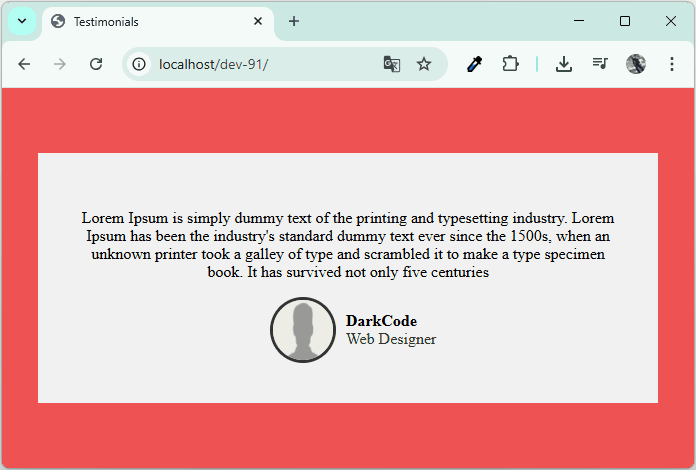 Testimonials
localhost/dev-91/
Lorem Ipsum is simply dummy text of the printing and typesetting industry. Lorem
Ipsum has been the industry's standard dummy text ever since the 1500s, when an
unknown printer took a galley of type and scrambled it to make a type specimen
book. It has survived not only five centuries
DarkCode
Web Designer